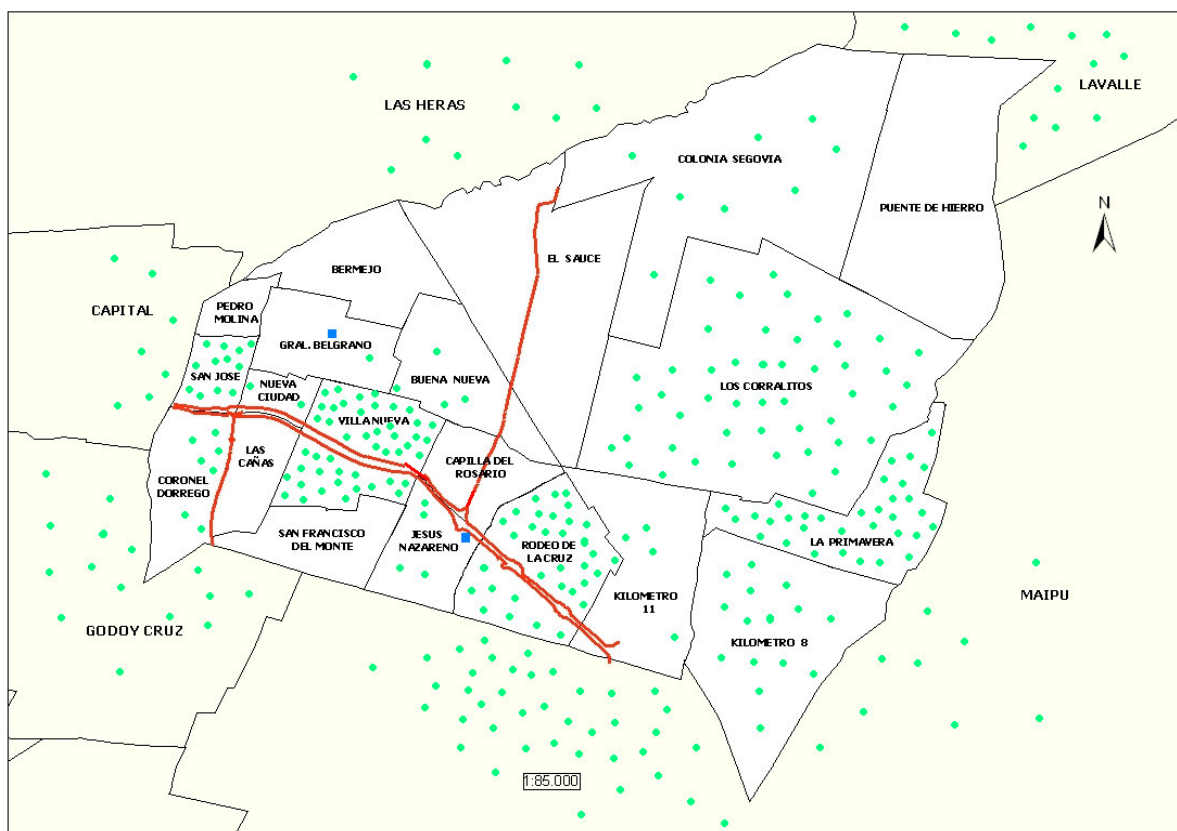 LAS HERAS
LAVALLE
COLONIA SEGOVIA
PUENTE DE HIERRO
N
EL SAUCE
BERMEJO
CAPITAL
PEDRO
MOLINA
GRAL. BELGRANO
SAN JOSE
NUEVA
CIUDAD
BUENA NUEVA
LOS CORRALITOS
VILLANUEVA
LAS
CAÑAS
CORONEL
DORREGO
CAPILLA DEL
ROSARIO
SAN FRANCISCO
DEL MONTE
JESUS
NAZARENO
RODEO DE
LA CRUZ
LA PRIMAVERA
KILOMETRO
11
MAIPU
GODOY CRUZ
KILOMETRO 8
1:85.000